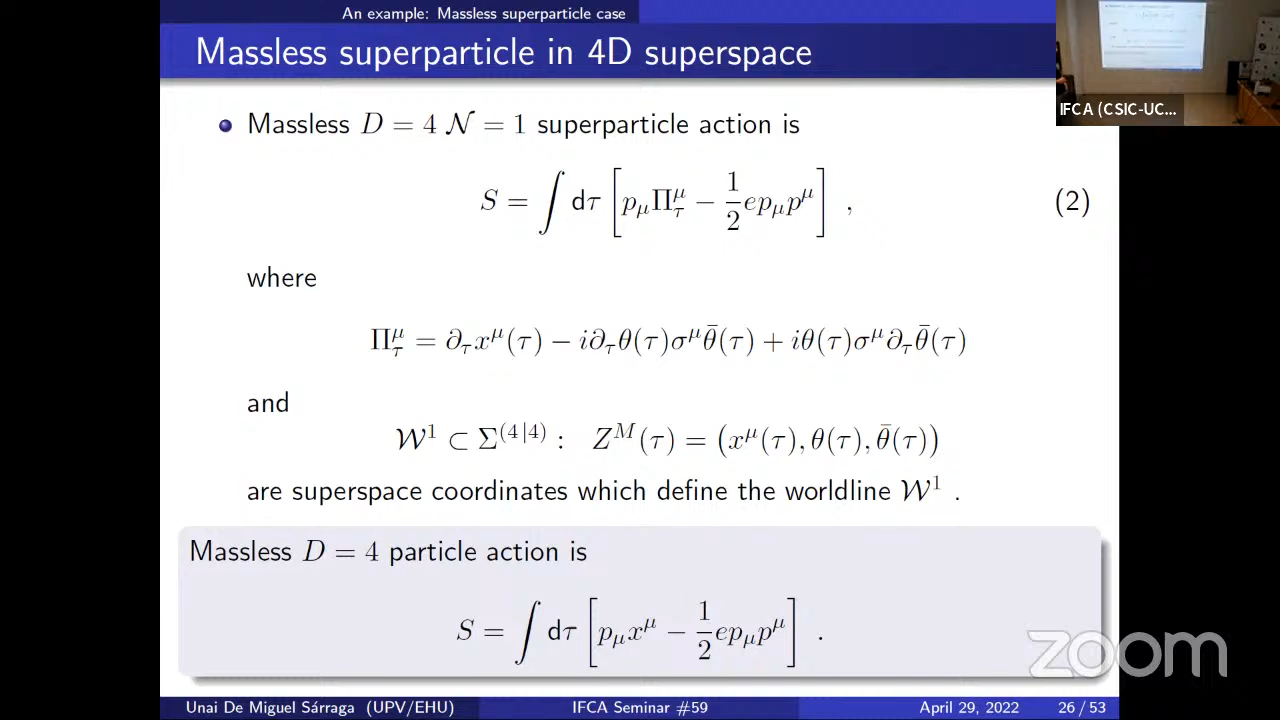 An example: Massless superparticle case
Massless superparticle in 4D superspace
IFCA (CSIC-UC...
Massless D = 4 𝒩 = 1 superparticle action is
S = ∫ dτ [ p_μ Π_τ^μ − 1/2 e p_μ p^μ ] , (2)
where
Π_τ^μ = ∂_τ x^μ(τ) − i∂_τ θ(τ)σ^μ θ̄(τ) + iθ(τ)σ^μ ∂_τ θ̄(τ)
and
𝒲^1 ⊂ Σ^(4|4) : Z^M(τ) = (x^μ(τ), θ(τ), θ̄(τ))
are superspace coordinates which define the worldline 𝒲^1 .
Massless D = 4 particle action is
S = ∫ dτ [ p_μ x^μ − 1/2 e p_μ p^μ ] .
zoom
Unai De Miguel Sárraga (UPV/EHU) IFCA Seminar #59 April 29, 2022 26 / 53